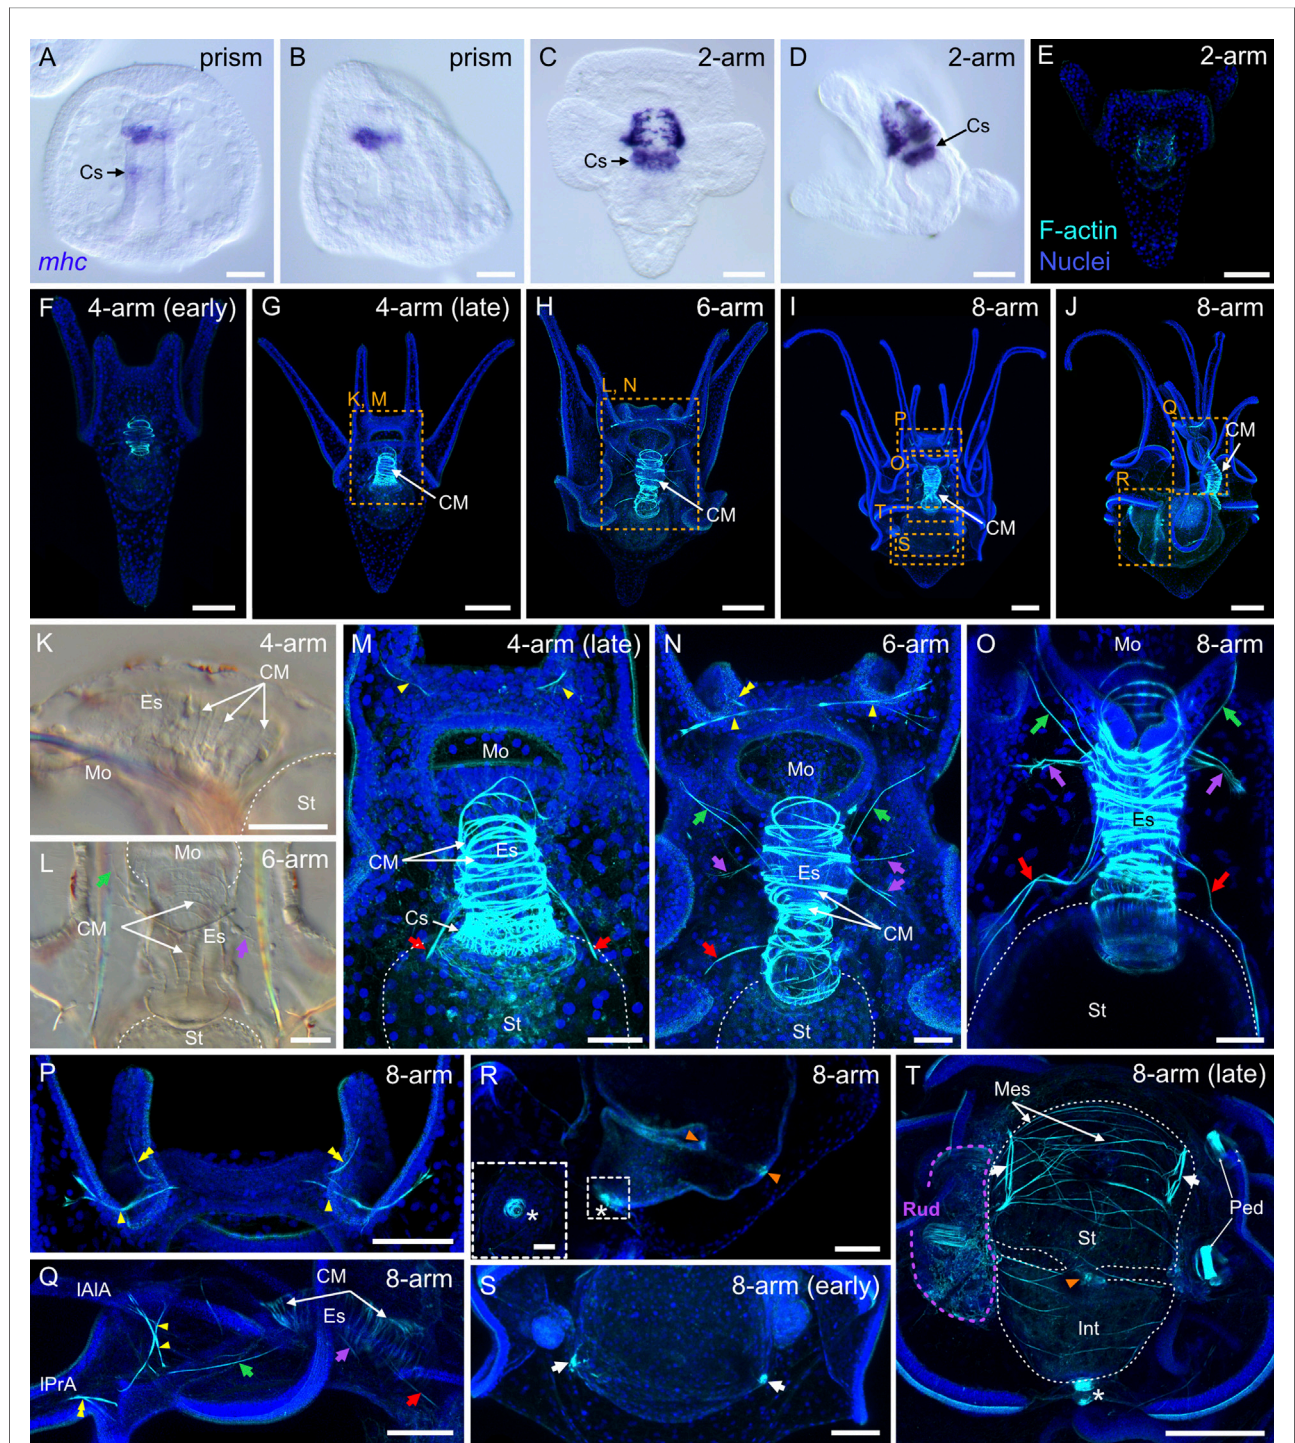 A prism
Cs
mhc
B prism
C 2-arm
Cs
D 2-arm
Cs
E 2-arm
F-actin
Nuclei
F 4-arm (early)
G 4-arm (late)
K, M
CM
H 6-arm
L, N
CM
I 8-arm
P
O
T
S
CM
J 8-arm
Q
CM
R
K 4-arm
CM
Es
Mo
St
L 6-arm
Mo
CM
Es
St
M 4-arm (late)
Mo
CM
Es
Cs
St
N 6-arm
Mo
Es
CM
St
O 8-arm
Mo
Es
St
P 8-arm
Q 8-arm
CM
lAlA
Es
lPrA
R 8-arm
*
*
S 8-arm (early)
T 8-arm (late)
Mes
Rud
Ped
St
Int
*